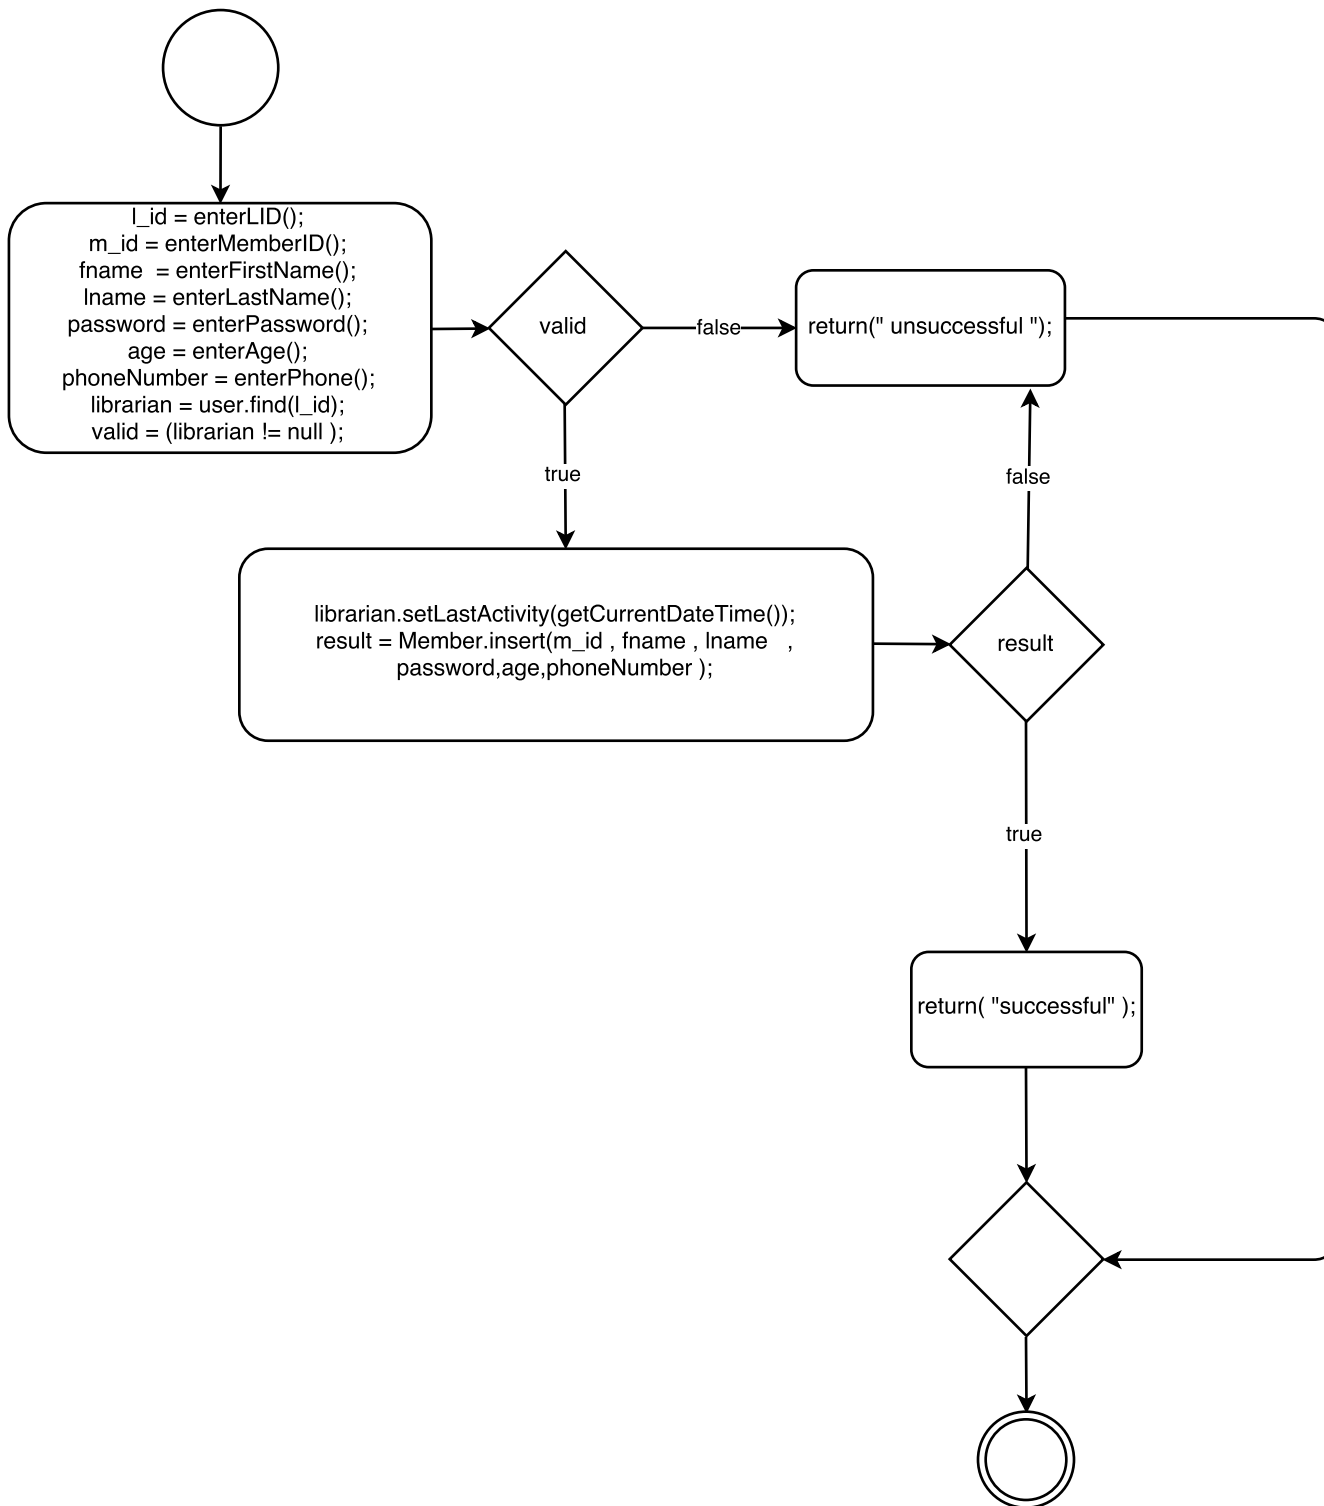 l_id = enterLID();
m_id = enterMemberID();
fname  = enterFirstName();
lname = enterLastName();
password = enterPassword();
age = enterAge();
phoneNumber = enterPhone();
librarian = user.find(l_id);
valid = (librarian != null );
valid
false
return(" unsuccessful ");
true
false
librarian.setLastActivity(getCurrentDateTime());
result = Member.insert(m_id , fname , lname   ,
password,age,phoneNumber );
result
true
return( "successful" );